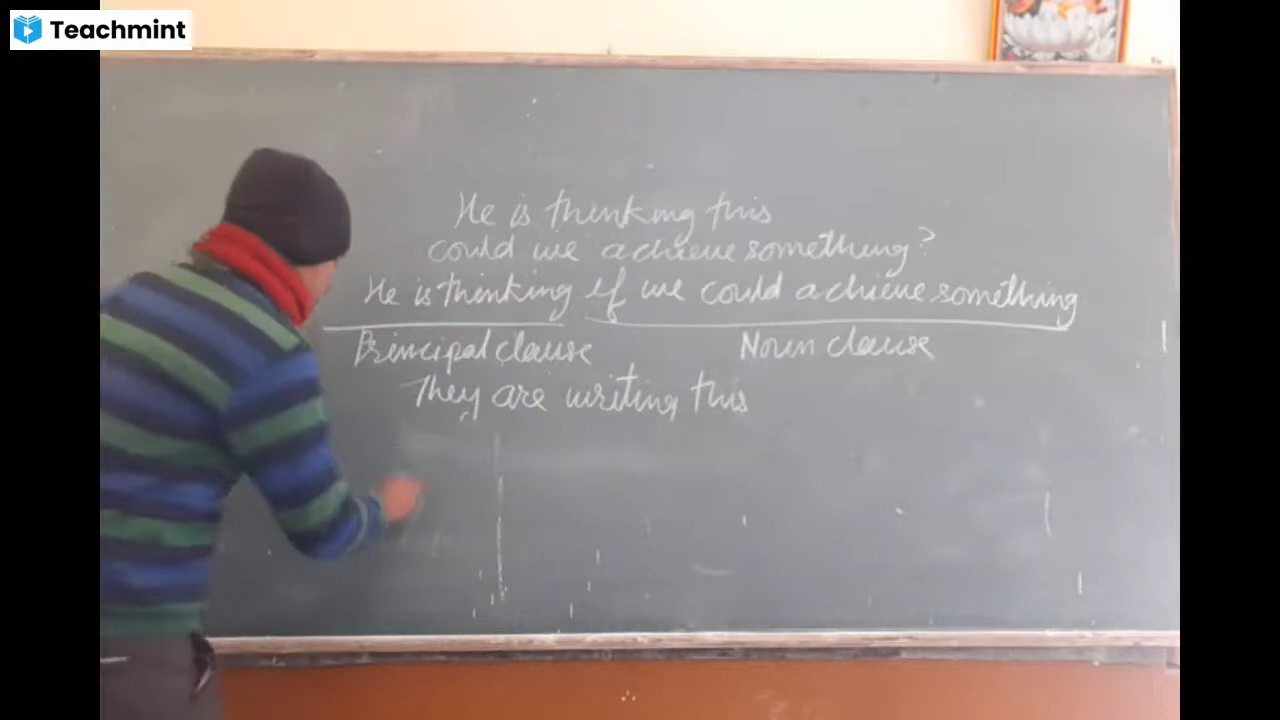 Teachmint
He is thinking this
could we achieve something?
He is thinking if we could achieve something
Principal clause Noun clause
They are writing this